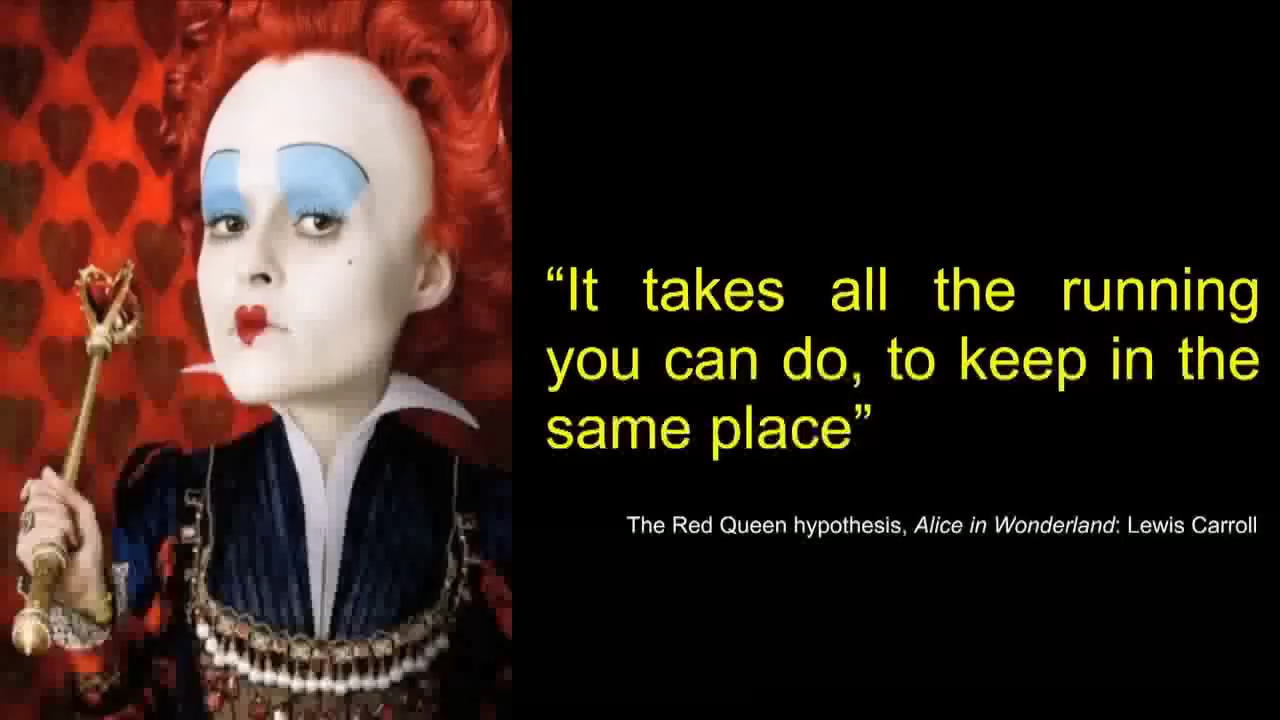 “It takes all the running
you can do, to keep in the
same place”
The Red Queen hypothesis, Alice in Wonderland: Lewis Carroll